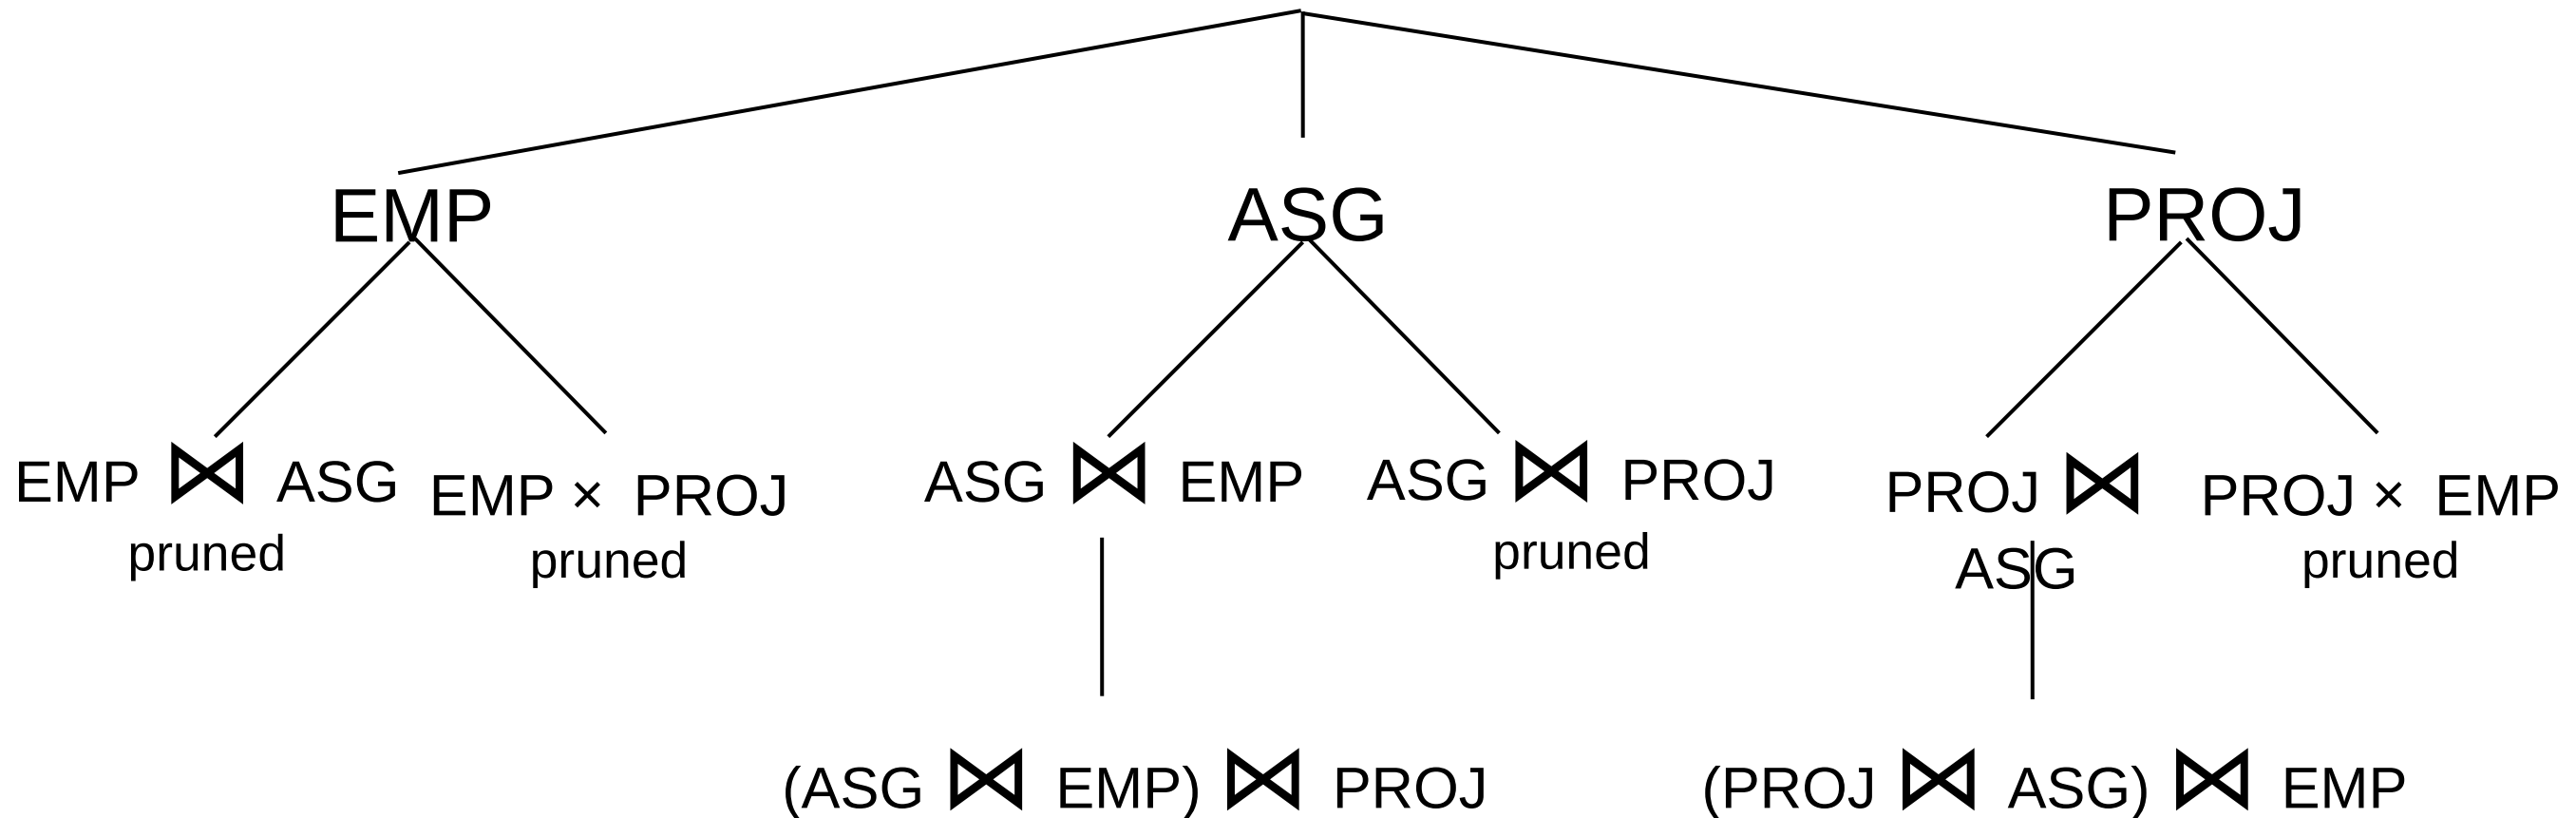 EMP ASG PROJ
EMP ⋈ ASG
pruned
EMP × PROJ
pruned
ASG ⋈ EMP
ASG ⋈ PROJ
pruned
PROJ ⋈
ASG
PROJ × EMP
pruned
(ASG ⋈ EMP) ⋈ PROJ
(PROJ ⋈ ASG) ⋈ EMP